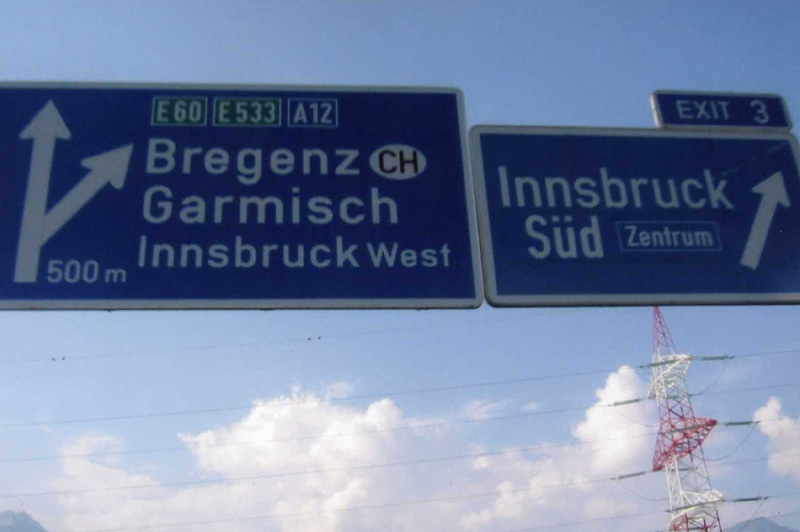 E60 E533 A12
Bregenz CH
Garmisch
Innsbruck West
500 m
EXIT 3
Innsbruck
Süd Zentrum